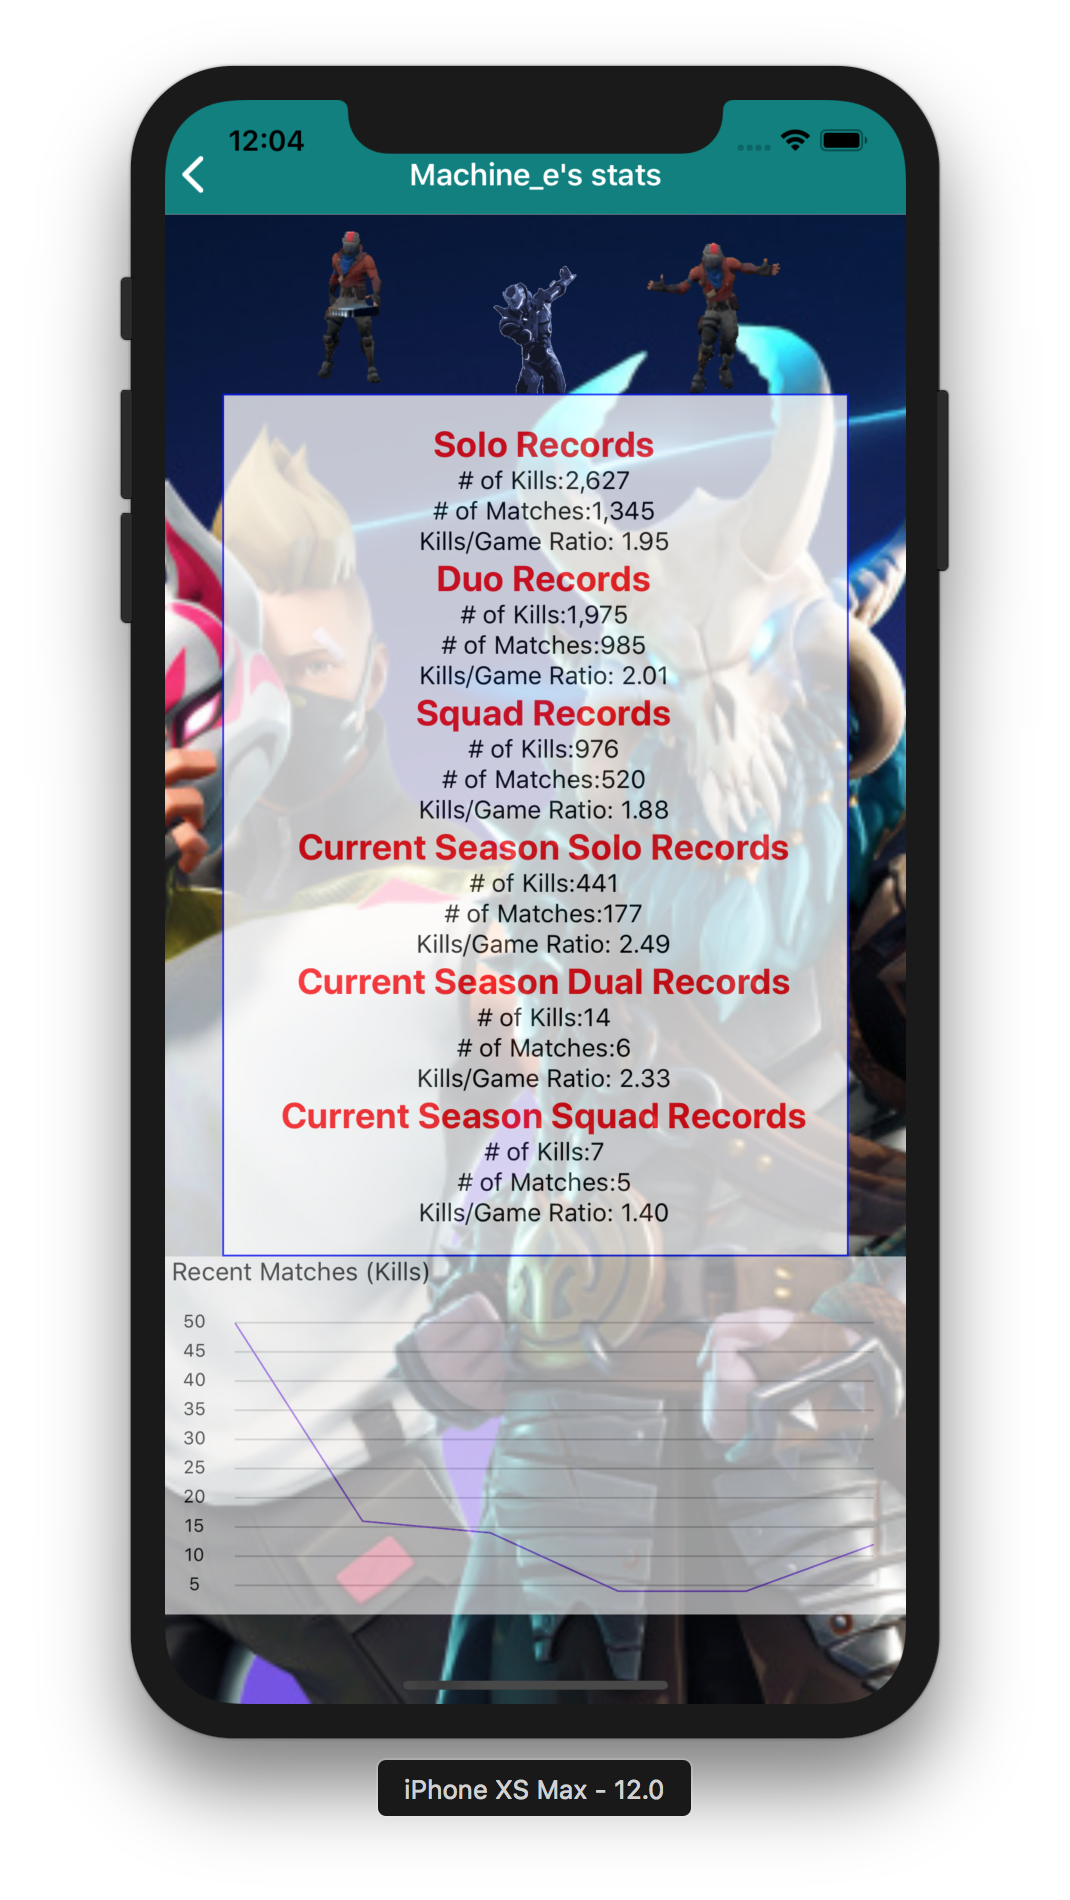 12:04
Machine_e's stats
Solo Records
# of Kills:2,627
# of Matches:1,345
Kills/Game Ratio: 1.95
Duo Records
# of Kills:1,975
# of Matches:985
Kills/Game Ratio: 2.01
Squad Records
# of Kills:976
# of Matches:520
Kills/Game Ratio: 1.88
Current Season Solo Records
# of Kills:441
# of Matches:177
Kills/Game Ratio: 2.49
Current Season Dual Records
# of Kills:14
# of Matches:6
Kills/Game Ratio: 2.33
Current Season Squad Records
# of Kills:7
# of Matches:5
Kills/Game Ratio: 1.40
Recent Matches (Kills)
50
45
40
35
30
25
20
15
10
5
iPhone XS Max - 12.0